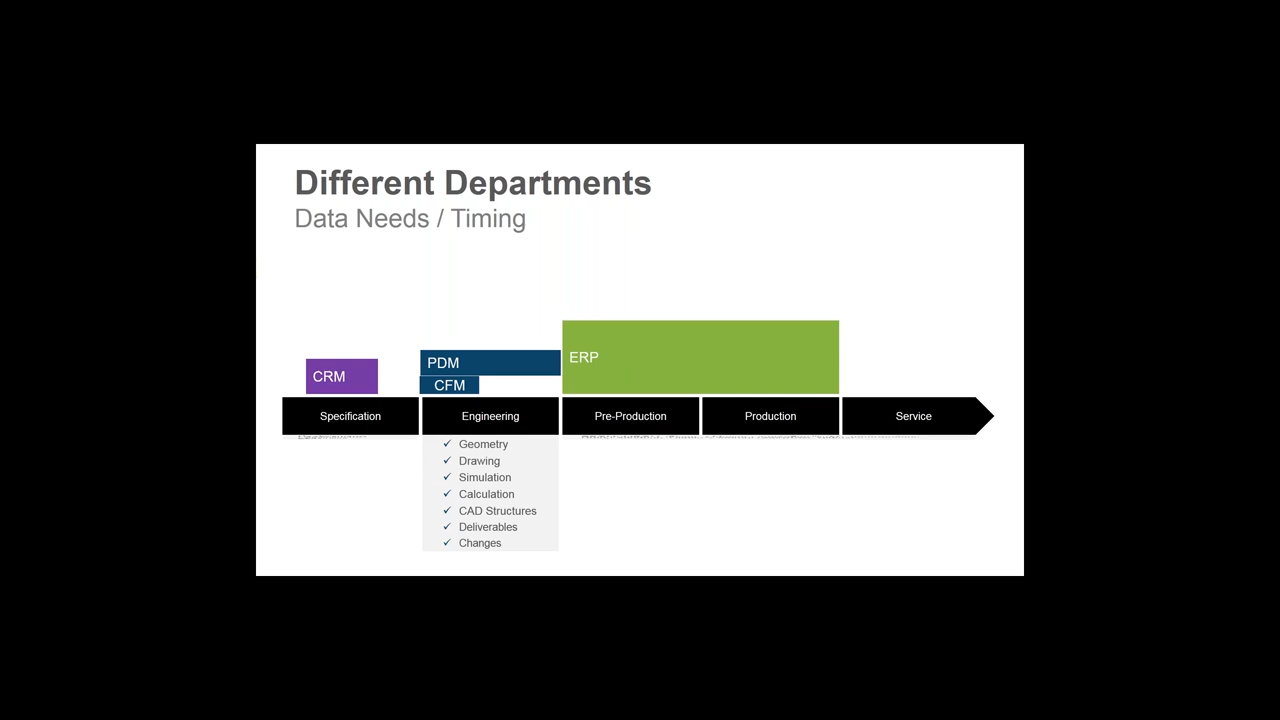 Different Departments
Data Needs / Timing
ERP
PDM
CRM
CFM
Specification
Engineering
Pre-Production
Production
Service
✓ Geometry
✓ Drawing
✓ Simulation
✓ Calculation
✓ CAD Structures
✓ Deliverables
✓ Changes